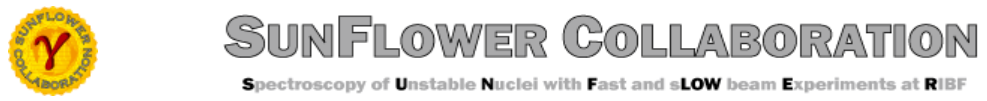 SUNFLOWER COLLABORATION
SUNFLOWER COLLABORATION
γ
Spectroscopy of Unstable Nuclei with Fast and sLOW beam Experiments at RIBF